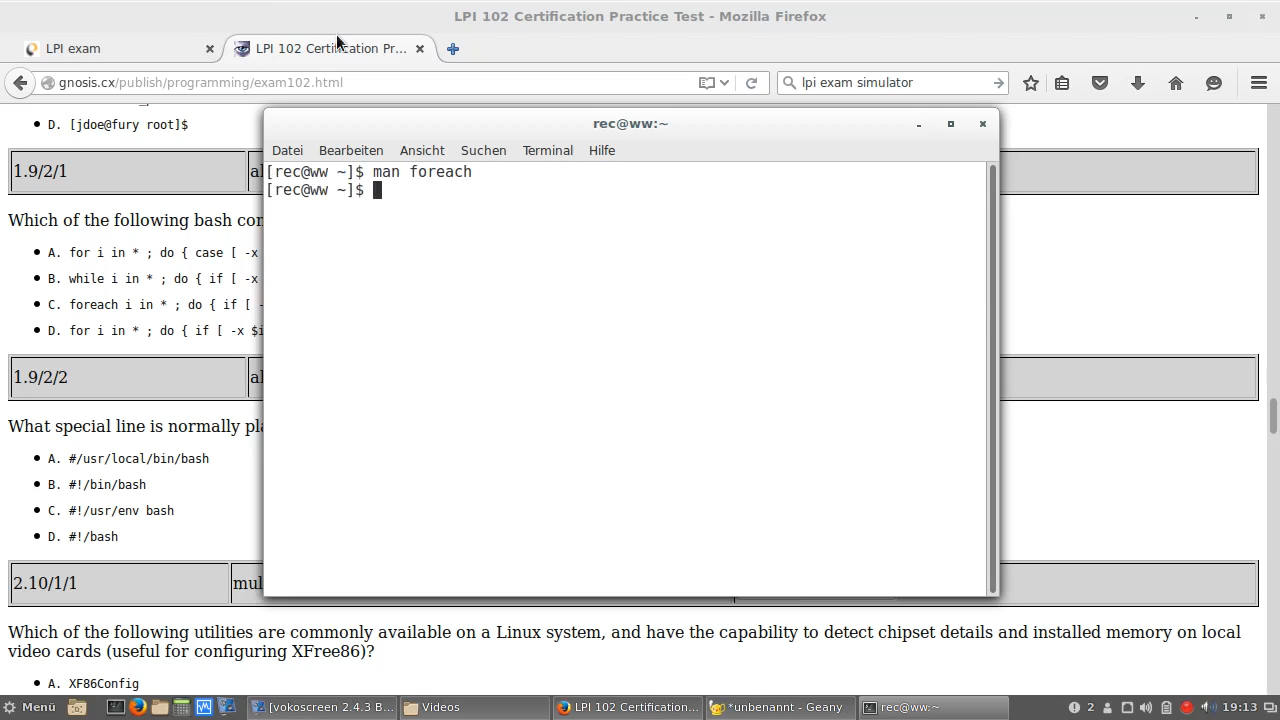 LPI 102 Certification Practice Test - Mozilla Firefox
LPI exam
LPI 102 Certification Pr...
gnosis.cx/publish/programming/exam102.html
lpi exam simulator
D. [jdoe@fury root]$
rec@ww:~
Datei Bearbeiten Ansicht Suchen Terminal Hilfe
[rec@ww ~]$ man foreach
[rec@ww ~]$
1.9/2/1
Which of the following bash
A. for i in * ; do { case [ -x
B. while i in * ; do { if [ -x
C. foreach i in * ; do { if [
D. for i in * ; do { if [ -x
1.9/2/2
What special line is normally
A. #/usr/local/bin/bash
B. #!/bin/bash
C. #!/usr/env bash
D. #!/bash
2.10/1/1
Which of the following utilities are commonly available on a Linux system, and have the capability to detect chipset details and installed memory on local
video cards (useful for configuring XFree86)?
A. XF86Config
Menü
[vokoscreen 2.4.3 B...
Videos
LPI 102 Certification...
*unbenannt - Geany
rec@ww:~
2
19:13